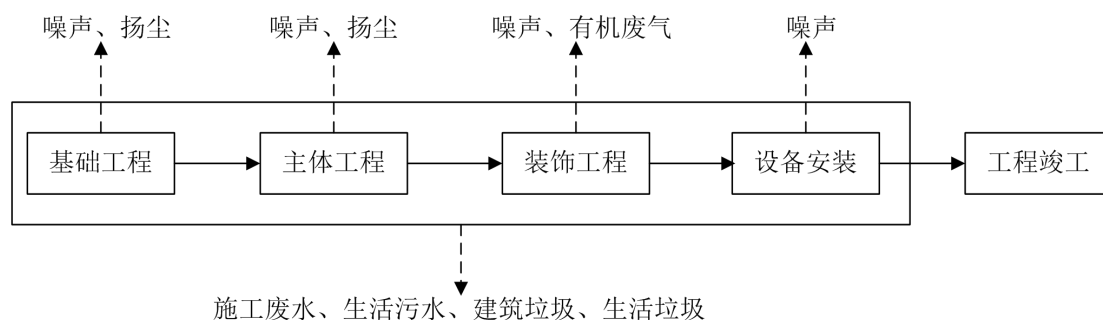 噪声、扬尘
噪声、扬尘
噪声、有机废气
噪声
基础工程
主体工程
装饰工程
设备安装
工程竣工
施工废水、生活污水、建筑垃圾、生活垃圾